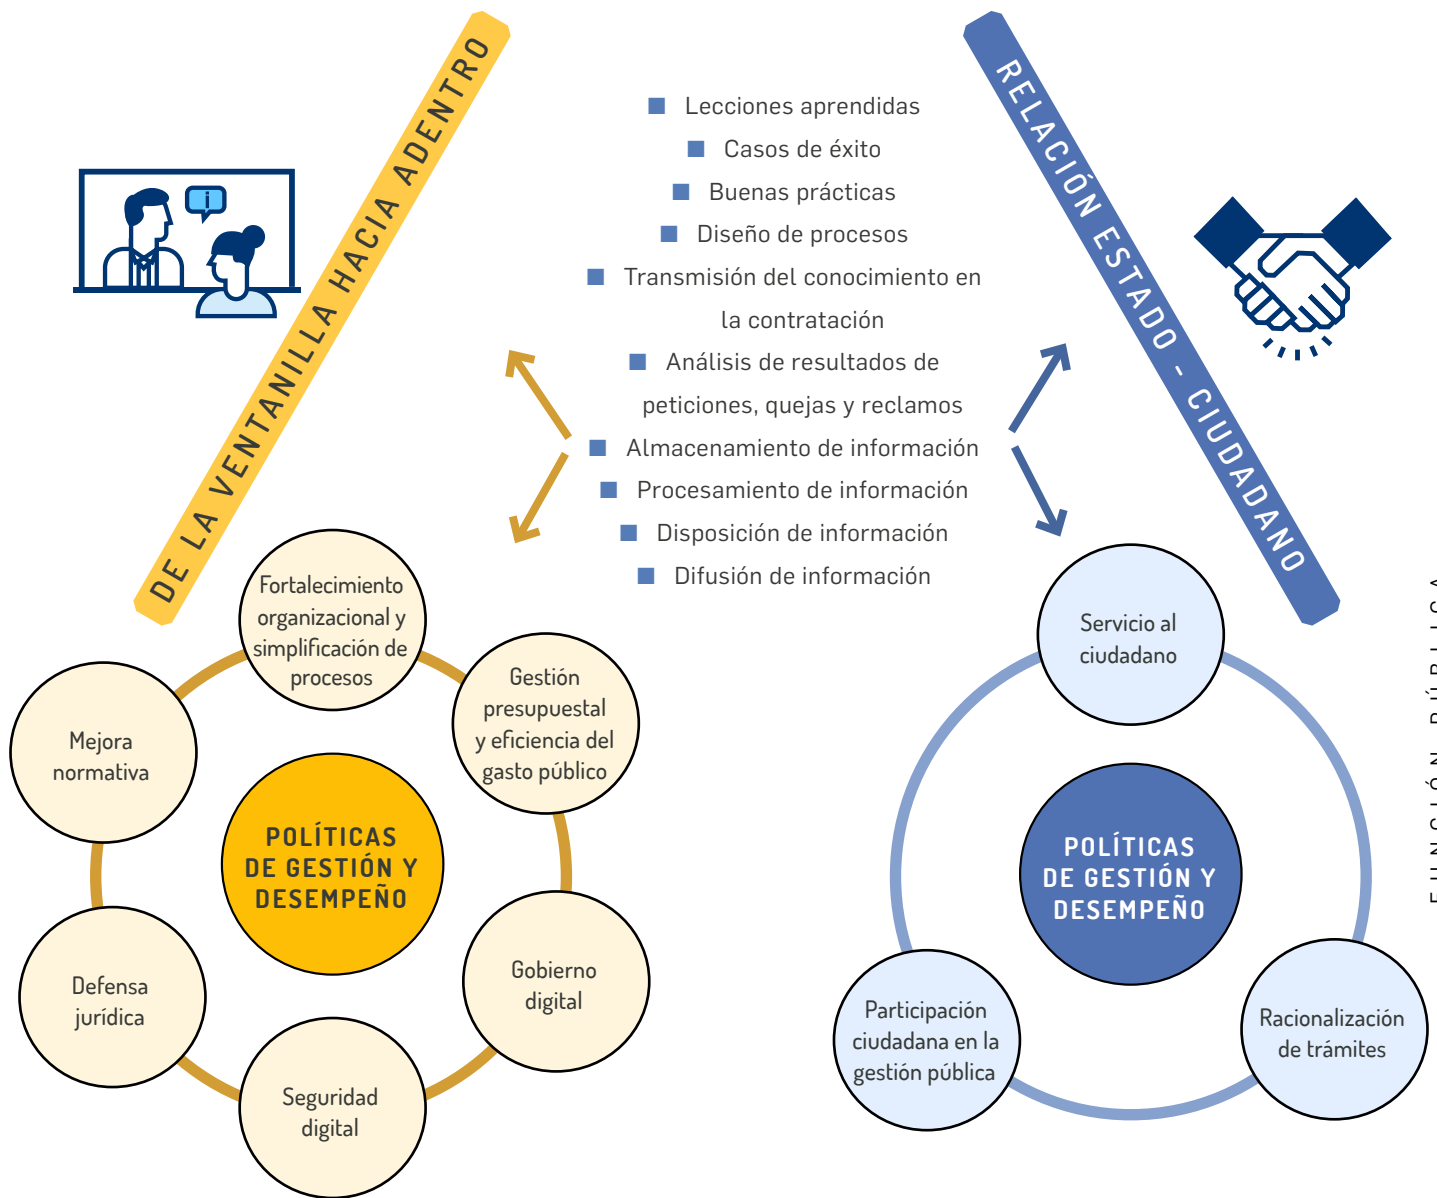 DE LA VENTANILLA HACIA ADENTRO
i
Lecciones aprendidas
Casos de éxito
Buenas prácticas
Diseño de procesos
Transmisión del conocimiento en
la contratación
Análisis de resultados de
peticiones, quejas y reclamos
Almacenamiento de información
Procesamiento de información
Disposición de información
Difusión de información
RELACIÓN ESTADO - CIUDADANO
Fortalecimiento
organizacional y
simplificación de
procesos
Gestión
presupuestal
y eficiencia del
gasto público
Mejora
normativa
POLÍTICAS
DE GESTIÓN Y
DESEMPEÑO
Defensa
jurídica
Gobierno
digital
Seguridad
digital
Servicio al
ciudadano
POLÍTICAS
DE GESTIÓN Y
DESEMPEÑO
Participación
ciudadana en la
gestión pública
Racionalización
de trámites
FUNCIÓN PÚBLICA